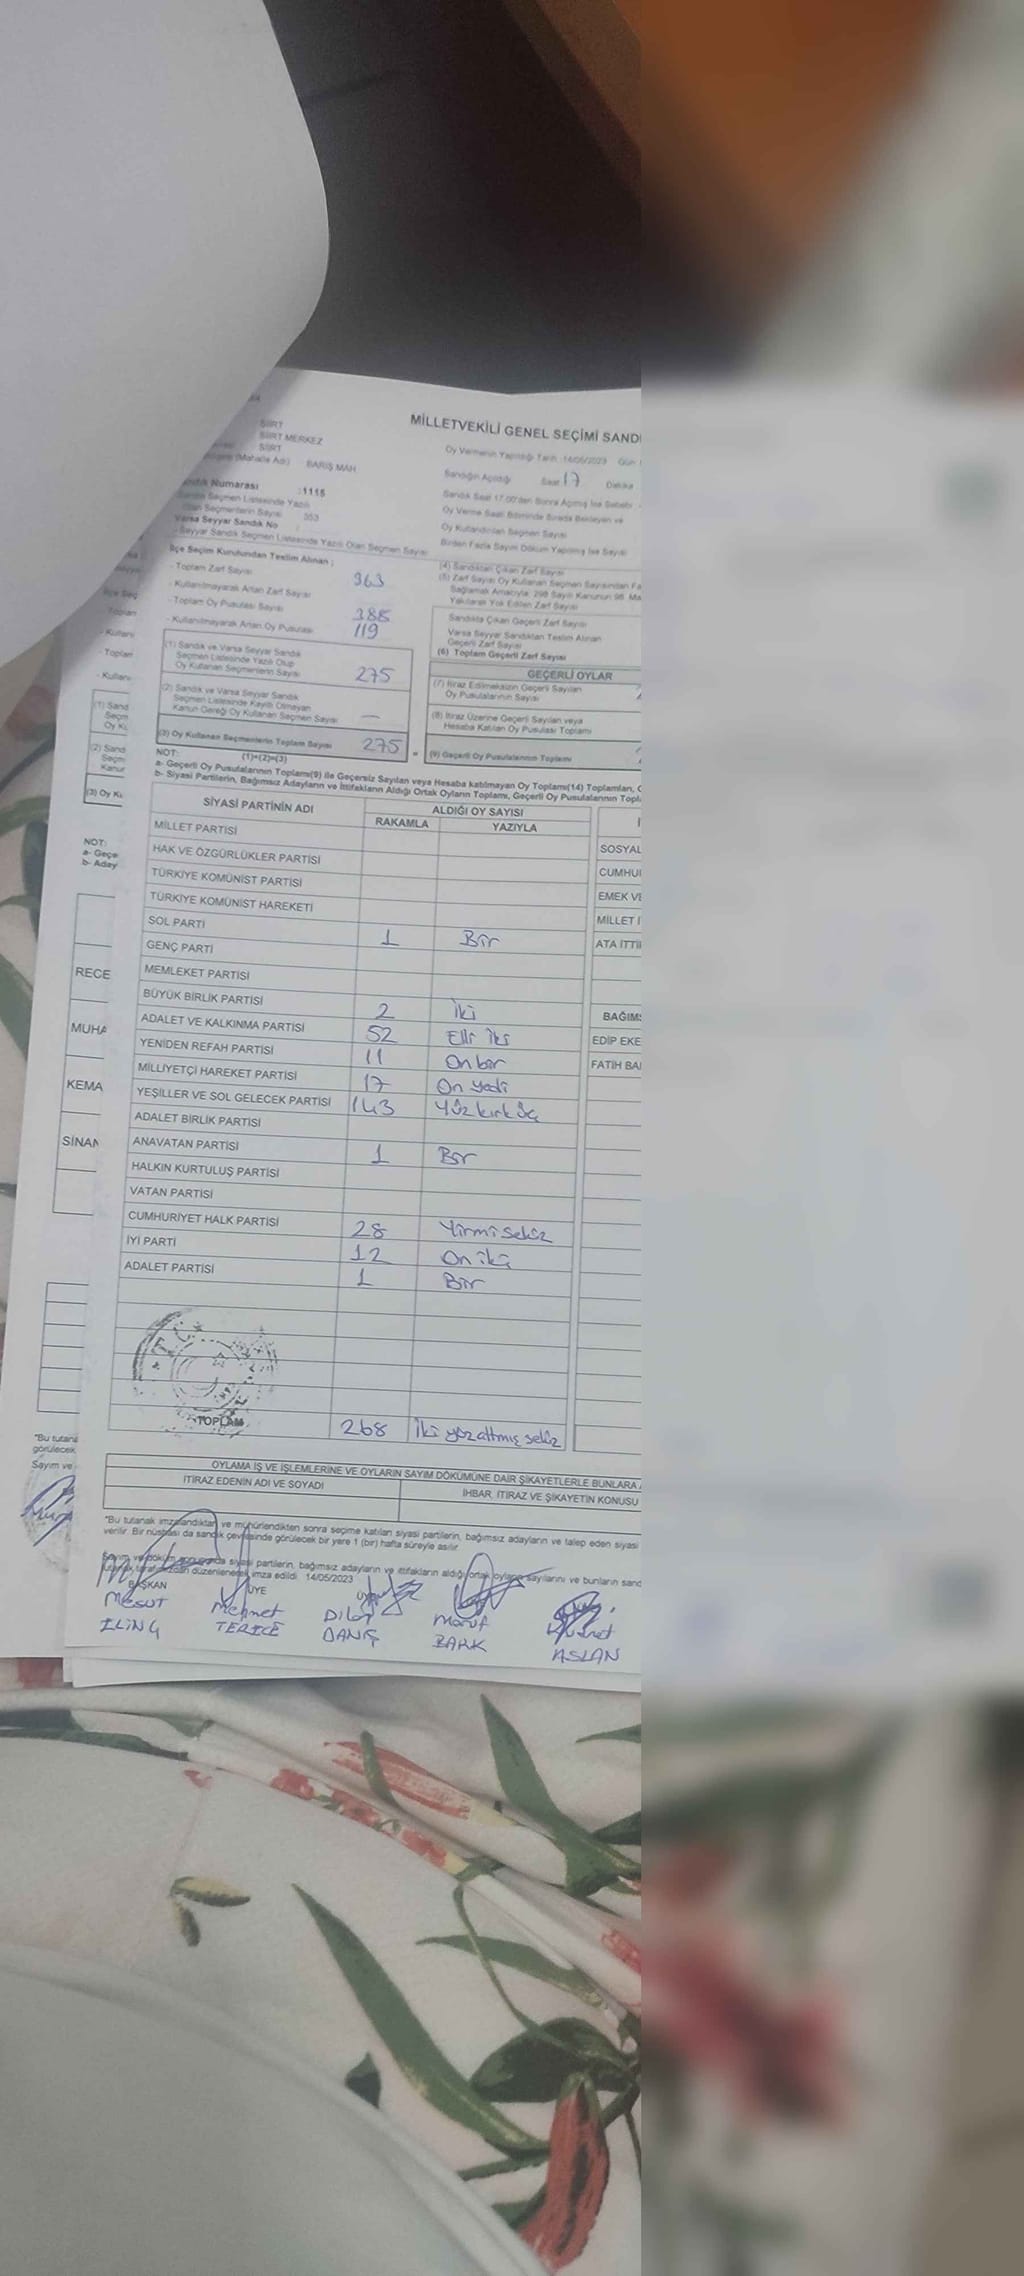 SİİRT
SİİRT MERKEZ
SİİRT
(Mahalle Adı) BARIŞ MAH
Numarası :1115
Sandık Seçmen Listesinde Yazılı
Olan Seçmenlerin Sayısı 353
Varsa Seyyar Sandık No
- Seyyar Sandık Seçmen Listesinde Yazılı Olan Seçmen Sayısı
İlçe Seçim Kurulundan Teslim Alınan ;
- Toplam Zarf Sayısı 363
- Kullanılmayarak Artan Zarf Sayısı
- Toplam Oy Pusulası Sayısı 388
- Kullanılmayarak Artan Oy Pusulası 119
(1) Sandık ve Varsa Seyyar Sandık
Seçmen Listesinde Yazılı Olup
Oy Kullanan Seçmenlerin Sayısı 275
(2) Sandık ve Varsa Seyyar Sandık
Seçmen Listesinde Kayıtlı Olmayan
Kanun Gereği Oy Kullanan Seçmen Sayısı —
(3) Oy Kullanan Seçmenlerin Toplam Sayısı 275
(1)+(2)=(3)
MİLLETVEKİLİ GENEL SEÇİMİ SANDI
Oy Vermenin Yapıldığı Tarih :14/05/2023 Gün
Sandığın Açıldığı Saat 17 Dakika
Sandık Saat 17.00'den Sonra Açılmış İse Sebebi
Oy Verme Saati Bitiminde Sırada Bekleyen ve
Oy Kullandırılan Seçmen Sayısı
Birden Fazla Sayım Döküm Yapılmış İse Sayısı
(4) Sandıktan Çıkan Zarf Sayısı
(5) Zarf Sayısı Oy Kullanan Seçmen Sayısından Fa
Sağlamak Amacıyla; 298 Sayılı Kanunun 98. Ma
Yakılarak Yok Edilen Zarf Sayısı
Sandıkta Çıkan Geçerli Zarf Sayısı
Varsa Seyyar Sandıktan Teslim Alınan
Geçerli Zarf Sayısı
(6) Toplam Geçerli Zarf Sayısı
GEÇERLİ OYLAR
(7) İtiraz Edilmeksizin Geçerli Sayılan
Oy Pusulalarının Sayısı
(8) İtiraz Üzerine Geçerli Sayılan veya
Hesaba Katılan Oy Pusulası Toplamı
(9) Geçerli Oy Pusulalarının Toplamı
NOT:
a- Geçerli Oy Pusulalarının Toplamı(9) ile Geçersiz Sayılan veya Hesaba katılmayan Oy Toplamı(14) Toplamları,
b- Siyasi Partilerin, Bağımsız Adayların ve İttifakların Aldığı Ortak Oyların Toplamı, Geçerli Oy Pusulalarının Topl
SİYASİ PARTİNİN ADI ALDIĞI OY SAYISI
RAKAMLA YAZIYLA
MİLLET PARTİSİ
HAK VE ÖZGÜRLÜKLER PARTİSİ
TÜRKİYE KOMÜNİST PARTİSİ
TÜRKİYE KOMÜNİST HAREKETİ
SOL PARTİ 1 Bir
GENÇ PARTİ
MEMLEKET PARTİSİ
BÜYÜK BİRLİK PARTİSİ 2 İki
ADALET VE KALKINMA PARTİSİ 52 Elli iki
YENİDEN REFAH PARTİSİ 11 On bir
MİLLİYETÇİ HAREKET PARTİSİ 17 On yedi
YEŞİLLER VE SOL GELECEK PARTİSİ 143 Yüz kırk üç
ADALET BİRLİK PARTİSİ
ANAVATAN PARTİSİ 1 Bir
HALKIN KURTULUŞ PARTİSİ
VATAN PARTİSİ
CUMHURİYET HALK PARTİSİ 28 Yirmi sekiz
İYİ PARTİ 12 On iki
ADALET PARTİSİ 1 Bir
TOPLAM 268 İki yüz altmış sekiz
SOSYAL
CUMHU
EMEK VE
MİLLET İ
ATA İTTİ
BAĞIMS
EDİP EKE
FATİH BA
NOT:
a- Geçe
b- Aday
RECE
MUHA
KEMA
SİNAN
OYLAMA İŞ VE İŞLEMLERİNE VE OYLARIN SAYIM DÖKÜMÜNE DAİR ŞİKAYETLERLE BUNLARA
İTİRAZ EDENİN ADI VE SOYADI İHBAR, İTİRAZ VE ŞİKAYETİN KONUSU
*Bu tutanak imzalandıktan ve mühürlendikten sonra seçime katılan siyasi partilerin, bağımsız adayların ve talep eden siyasi
verilir. Bir nüshası da sandık çevresinde görülecek bir yere 1 (bir) hafta süreyle asılır.
Sayım ve döküm sonucunda siyasi partilerin, bağımsız adayların ve ittifakların aldığı ortak oyların sayılarını ve bunların sand
düzenlenerek imza edildi. 14/05/2023
BAŞKAN ÜYE
Mesut Mehmet Dilan Maruf
İLİNÇ DANIŞ BARK ASLAN
*Bu tutana
görülecek
Sayım ve